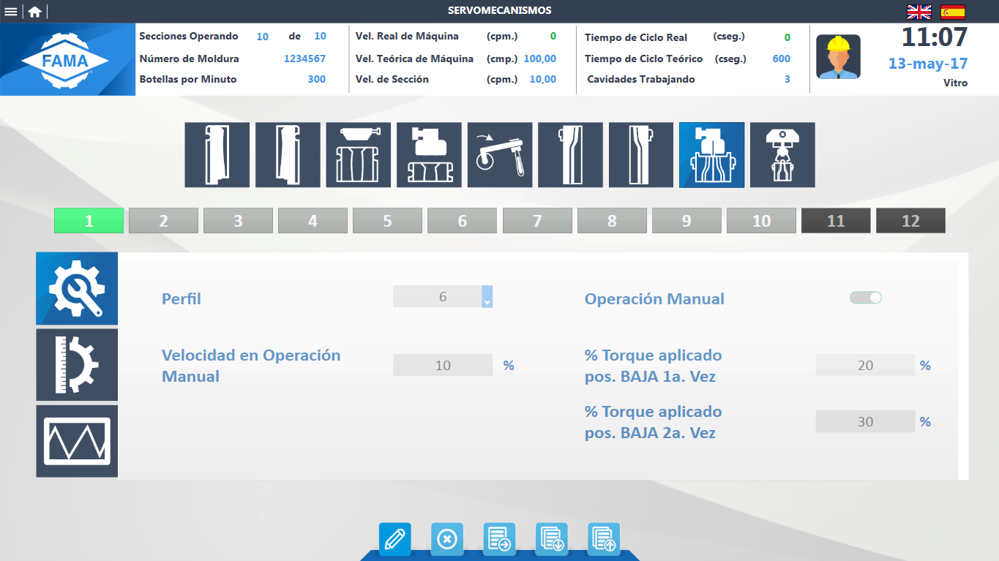 SERVOMECANISMOS
FAMA
Secciones Operando 10 de 10
Número de Moldura 1234567
Botellas por Minuto 300
Vel. Real de Máquina (cpm.) 0
Vel. Teórica de Máquina (cmp.) 100,00
Vel. de Sección (cpm.) 10,00
Tiempo de Ciclo Real (cseg.) 0
Tiempo de Ciclo Teórico (cseg.) 600
Cavidades Trabajando 3
11:07
13-may-17
Vitro
1 2 3 4 5 6 7 8 9 10 11 12
Perfil 6
Operación Manual
Velocidad en Operación
Manual 10 %
% Torque aplicado
pos. BAJA 1a. Vez 20 %
% Torque aplicado
pos. BAJA 2a. Vez 30 %